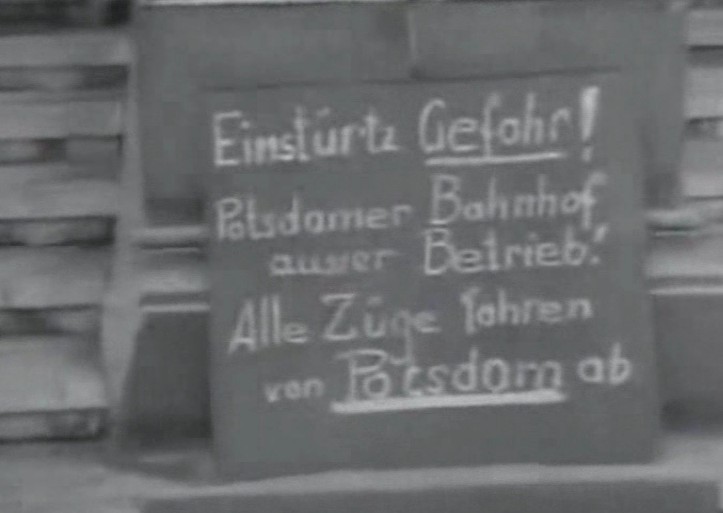 Einstürtz Gefahr!
Potsdamer Bahnhof
ausser Betrieb!
Alle Züge fahren
von Potsdam ab